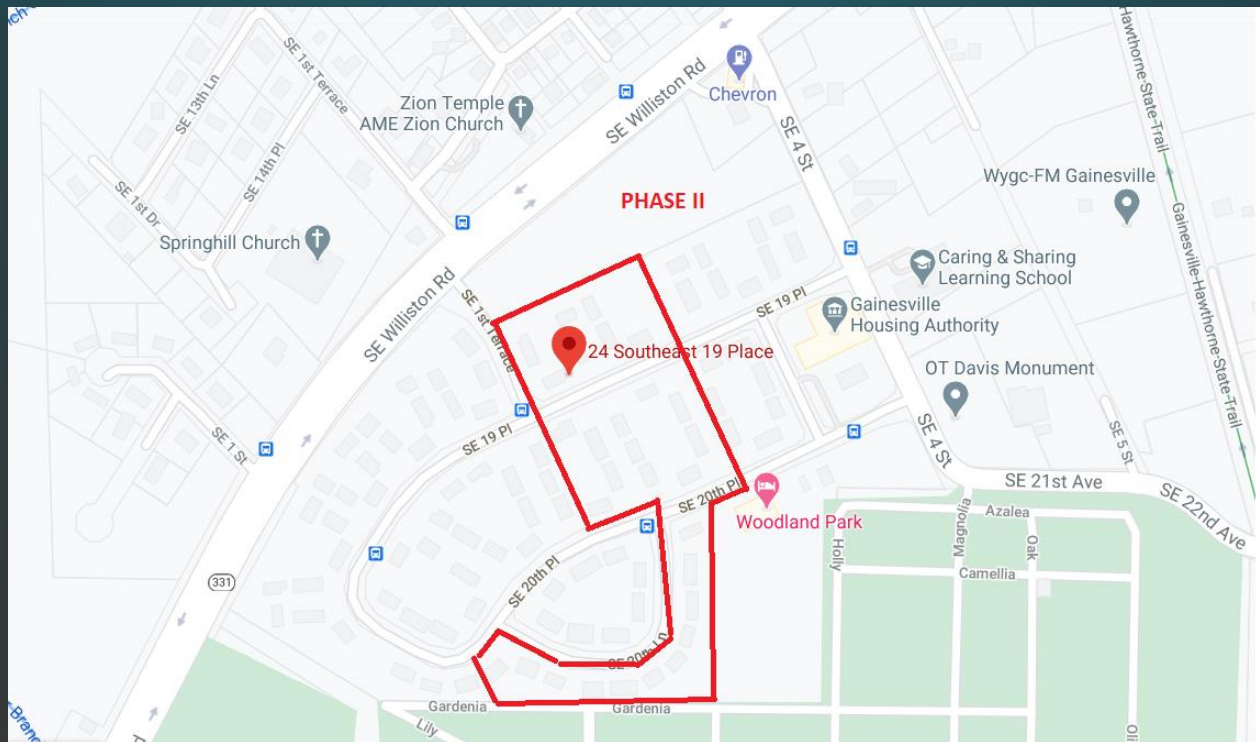 SE 1st Terrace
SE 13th Ln
SE Williston Rd
Chevron
Zion Temple
AME Zion Church
SE 4 St
Hawthorne-State-Trail
SE 14th Pl
Wygc-FM Gainesville
PHASE II
SE 1st Dr
Springhill Church
Gainesville-Hawthorne-State-Trail
Caring & Sharing
Learning School
SE Williston Rd
SE 1st Terrace
SE 19 Pl
Gainesville
Housing Authority
24 Southeast 19 Place
OT Davis Monument
SE 1 St
SE 19 Pl
SE 4 St
SE 5 St
SE 21st Ave
SE 22nd Ave
SE 20th Pl
Woodland Park
Azalea
Magnolia
Holly
Oak
Camellia
SE 20th Pl
331
SE 20th Ln
Gardenia
Gardenia
Lily